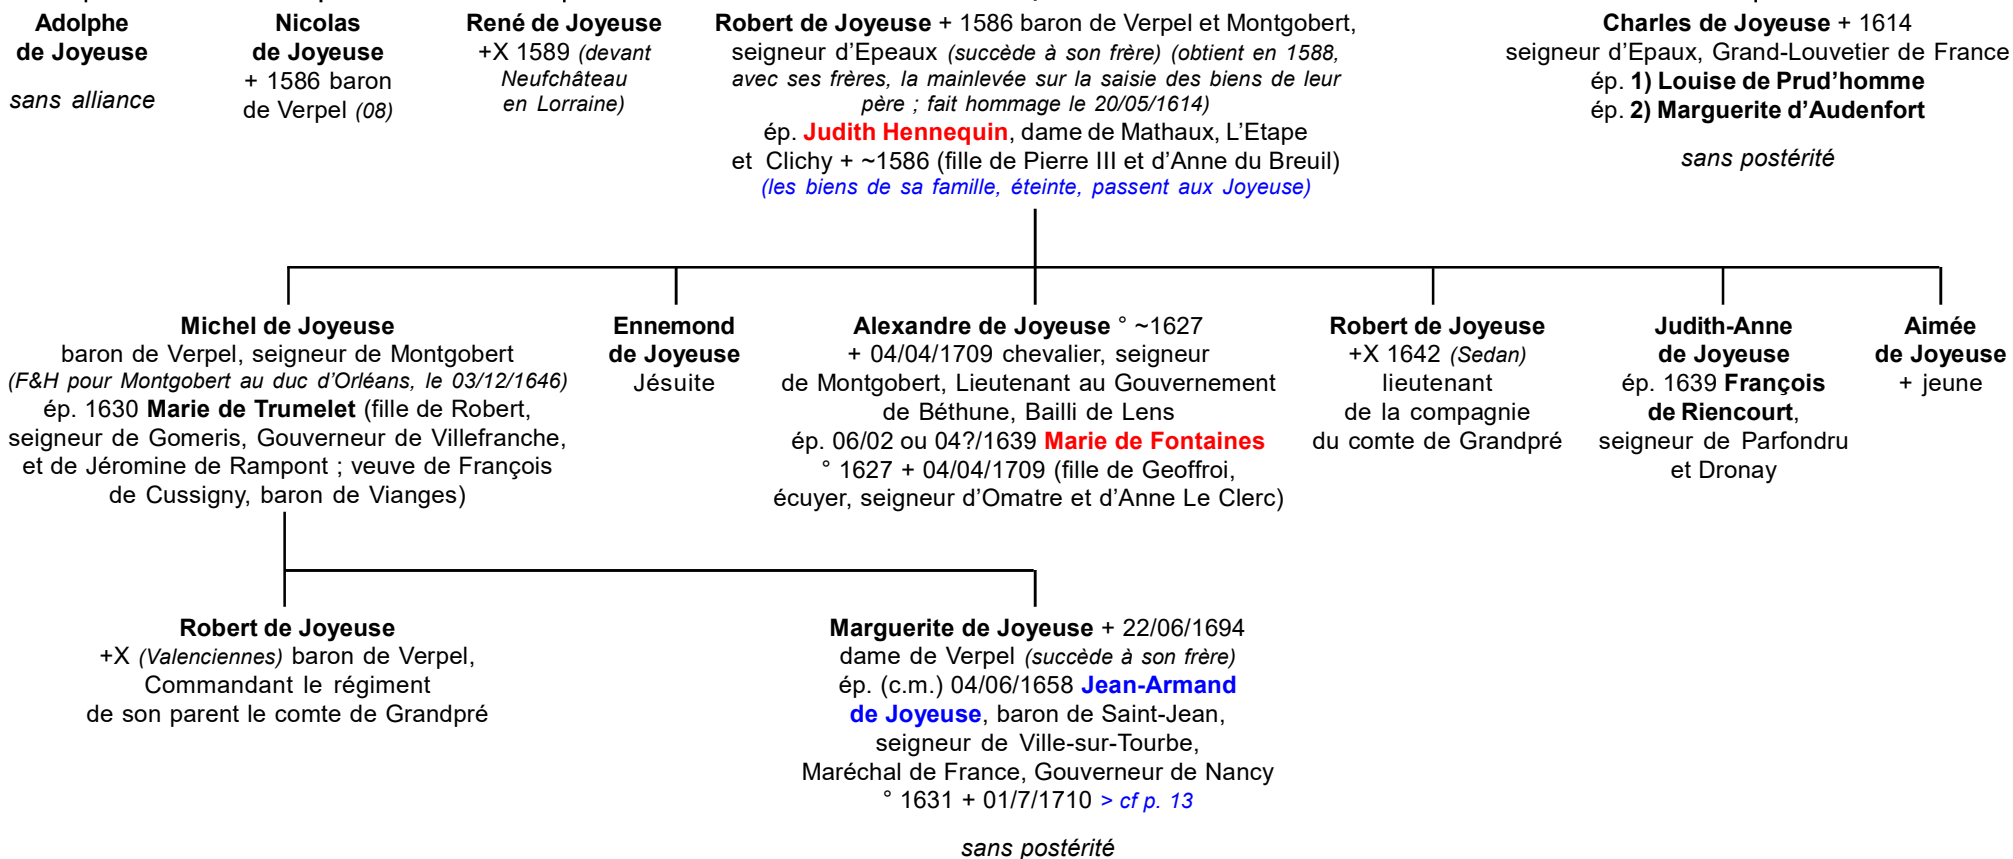 Adolphe
de Joyeuse
sans alliance
Nicolas
de Joyeuse
+ 1586 baron
de Verpel (08)
René de Joyeuse
+X 1589 (devant
Neufchâteau
en Lorraine)
Robert de Joyeuse + 1586 baron de Verpel et Montgobert,
seigneur d'Epeaux (succède à son frère) (obtient en 1588,
avec ses frères, la mainlevée sur la saisie des biens de leur
père ; fait hommage le 20/05/1614)
ép. Judith Hennequin, dame de Mathaux, L'Etape
et Clichy + ~1586 (fille de Pierre III et d'Anne du Breuil)
(les biens de sa famille, éteinte, passent aux Joyeuse)
Charles de Joyeuse + 1614
seigneur d'Epaux, Grand-Louvetier de France
ép. 1) Louise de Prud'homme
ép. 2) Marguerite d'Audenfort
sans postérité
Michel de Joyeuse
baron de Verpel, seigneur de Montgobert
(F&H pour Montgobert au duc d'Orléans, le 03/12/1646)
ép. 1630 Marie de Trumelet (fille de Robert,
seigneur de Gomeris, Gouverneur de Villefranche,
et de Jéromine de Rampont ; veuve de François
de Cussigny, baron de Vianges)
Ennemond
de Joyeuse
Jésuite
Alexandre de Joyeuse ° ~1627
+ 04/04/1709 chevalier, seigneur
de Montgobert, Lieutenant au Gouvernement
de Béthune, Bailli de Lens
ép. 06/02 ou 04?/1639 Marie de Fontaines
° 1627 + 04/04/1709 (fille de Geoffroi,
écuyer, seigneur d'Omatre et d'Anne Le Clerc)
Robert de Joyeuse
+X 1642 (Sedan)
lieutenant
de la compagnie
du comte de Grandpré
Judith-Anne
de Joyeuse
ép. 1639 François
de Riencourt,
seigneur de Parfondru
et Dronay
Aimée
de Joyeuse
+ jeune
Robert de Joyeuse
+X (Valenciennes) baron de Verpel,
Commandant le régiment
de son parent le comte de Grandpré
Marguerite de Joyeuse + 22/06/1694
dame de Verpel (succède à son frère)
ép. (c.m.) 04/06/1658 Jean-Armand
de Joyeuse, baron de Saint-Jean,
seigneur de Ville-sur-Tourbe,
Maréchal de France, Gouverneur de Nancy
° 1631 + 01/7/1710 > cf p. 13
sans postérité